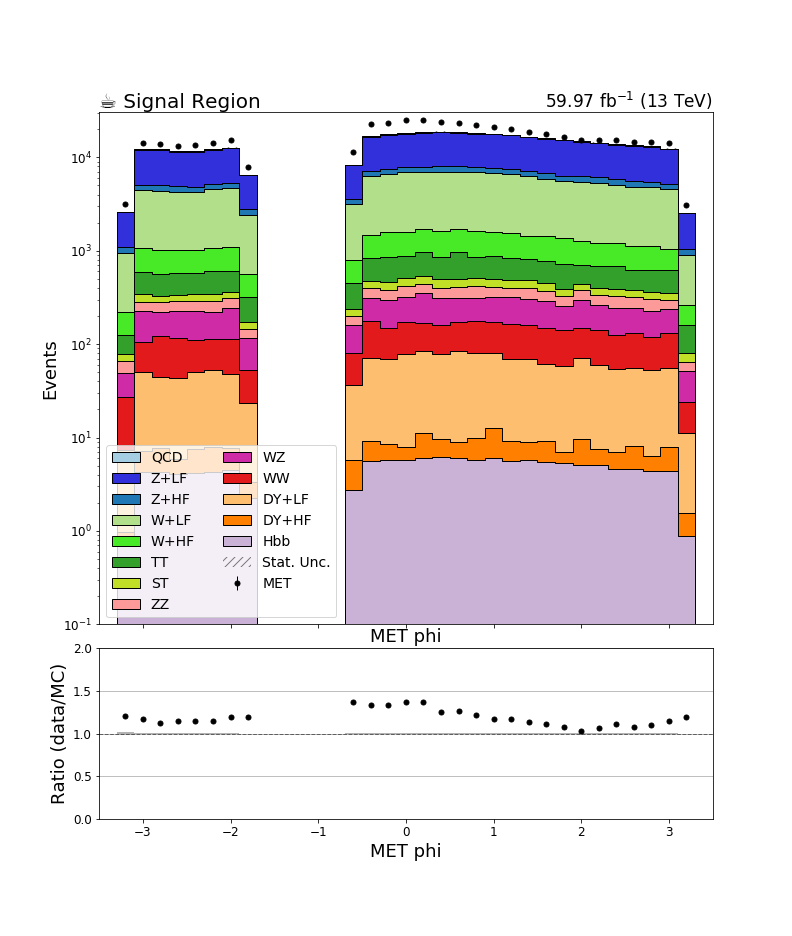 ☕ Signal Region
59.97 fb⁻¹ (13 TeV)
Events
10⁴
10³
10²
10¹
10⁰
10⁻¹
QCD
Z+LF
Z+HF
W+LF
W+HF
TT
ST
ZZ
WZ
WW
DY+LF
DY+HF
Hbb
Stat. Unc.
MET
MET phi
Ratio (data/MC)
2.0
1.5
1.0
0.5
0.0
−3 −2 −1 0 1 2 3
MET phi